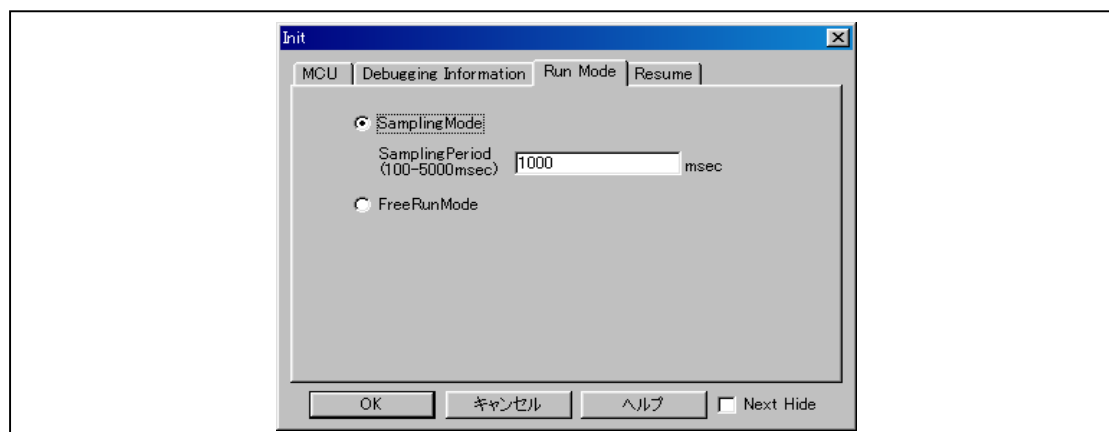 Init
MCU Debugging Information Run Mode Resume
SamplingMode
SamplingPeriod
(100-5000msec) 1000 msec
FreeRunMode
OK キャンセル ヘルプ Next Hide